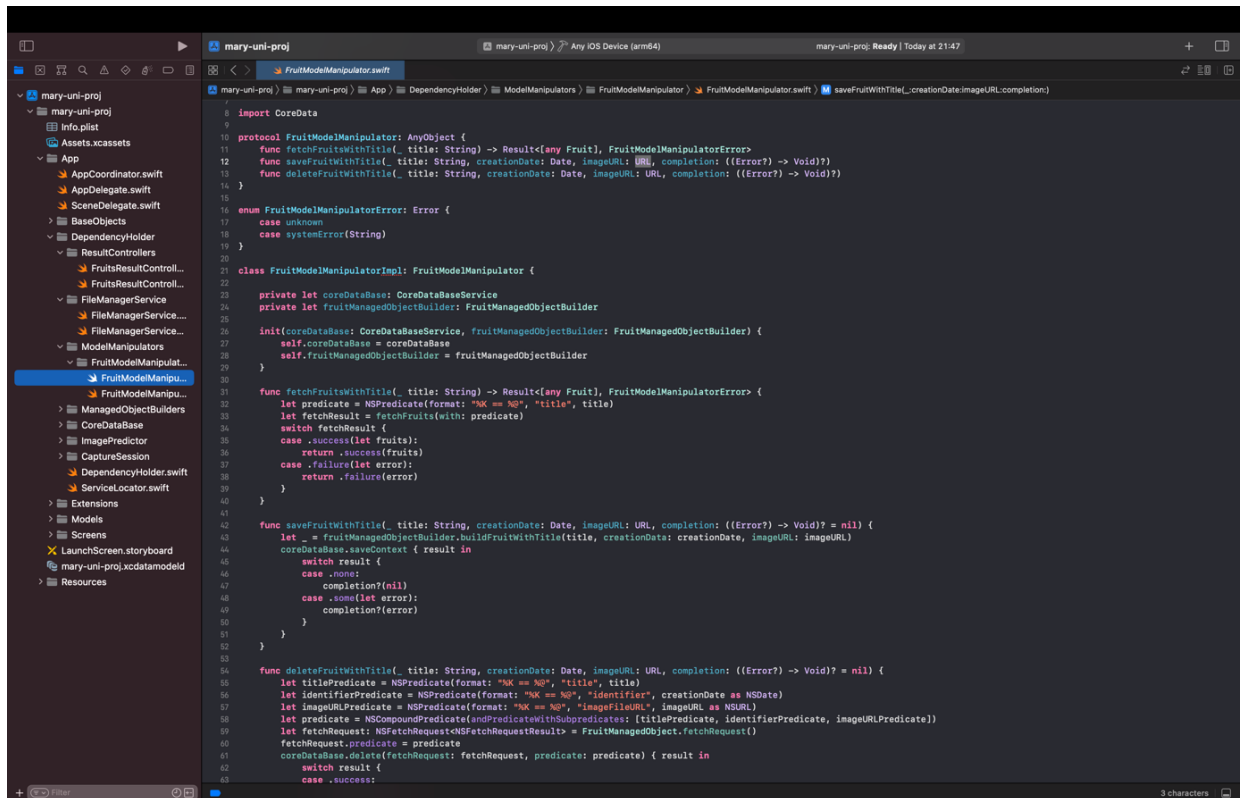 mary-uni-proj
mary-uni-proj 〉 Any iOS Device (arm64)
mary-uni-proj: Ready | Today at 21:47
FruitModelManipulator.swift
mary-uni-proj 〉 mary-uni-proj 〉 App 〉 DependencyHolder 〉 ModelManipulators 〉 FruitModelManipulator 〉 FruitModelManipulator.swift 〉 M saveFruitWithTitle(_:creationDate:imageURL:completion:)
mary-uni-proj
mary-uni-proj
Info.plist
Assets.xcassets
App
AppCoordinator.swift
AppDelegate.swift
SceneDelegate.swift
BaseObjects
DependencyHolder
ResultControllers
FruitsResultControll...
FruitsResultControll...
FileManagerService
FileManagerService....
FileManagerService...
ModelManipulators
FruitModelManipulat...
FruitModelManipu...
FruitModelManipu...
ManagedObjectBuilders
CoreDataBase
ImagePredictor
CaptureSession
DependencyHolder.swift
ServiceLocator.swift
Extensions
Models
Screens
LaunchScreen.storyboard
mary-uni-proj.xcdatamodeld
Resources
Filter
7
8 import CoreData
9
10 protocol FruitModelManipulator: AnyObject {
11 func fetchFruitsWithTitle(_ title: String) -> Result<[any Fruit], FruitModelManipulatorError>
12 func saveFruitWithTitle(_ title: String, creationDate: Date, imageURL: URL, completion: ((Error?) -> Void)?)
13 func deleteFruitWithTitle(_ title: String, creationDate: Date, imageURL: URL, completion: ((Error?) -> Void)?)
14 }
15
16 enum FruitModelManipulatorError: Error {
17 case unknown
18 case systemError(String)
19 }
20
21 class FruitModelManipulatorImpl: FruitModelManipulator {
22
23 private let coreDataBase: CoreDataBaseService
24 private let fruitManagedObjectBuilder: FruitManagedObjectBuilder
25
26 init(coreDataBase: CoreDataBaseService, fruitManagedObjectBuilder: FruitManagedObjectBuilder) {
27 self.coreDataBase = coreDataBase
28 self.fruitManagedObjectBuilder = fruitManagedObjectBuilder
29 }
30
31 func fetchFruitsWithTitle(_ title: String) -> Result<[any Fruit], FruitModelManipulatorError> {
32 let predicate = NSPredicate(format: "%K == %@", "title", title)
33 let fetchResult = fetchFruits(with: predicate)
34 switch fetchResult {
35 case .success(let fruits):
36 return .success(fruits)
37 case .failure(let error):
38 return .failure(error)
39 }
40 }
41
42 func saveFruitWithTitle(_ title: String, creationDate: Date, imageURL: URL, completion: ((Error?) -> Void)? = nil) {
43 let _ = fruitManagedObjectBuilder.buildFruitWithTitle(title, creationData: creationDate, imageURL: imageURL)
44 coreDataBase.saveContext { result in
45 switch result {
46 case .none:
47 completion?(nil)
48 case .some(let error):
49 completion?(error)
50 }
51 }
52 }
53
54 func deleteFruitWithTitle(_ title: String, creationDate: Date, imageURL: URL, completion: ((Error?) -> Void)? = nil) {
55 let titlePredicate = NSPredicate(format: "%K == %@", "title", title)
56 let identifierPredicate = NSPredicate(format: "%K == %@", "identifier", creationDate as NSDate)
57 let imageURLPredicate = NSPredicate(format: "%K == %@", "imageFileURL", imageURL as NSURL)
58 let predicate = NSCompoundPredicate(andPredicateWithSubpredicates: [titlePredicate, identifierPredicate, imageURLPredicate])
59 let fetchRequest: NSFetchRequest<NSFetchRequestResult> = FruitManagedObject.fetchRequest()
60 fetchRequest.predicate = predicate
61 coreDataBase.delete(fetchRequest: fetchRequest, predicate: predicate) { result in
62 switch result {
63 case .success:
3 characters